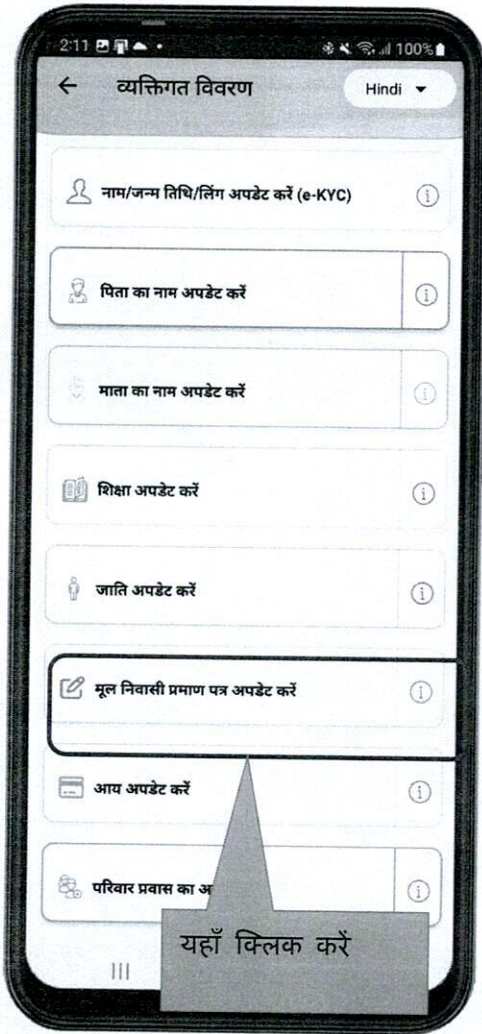 2:11 100%
← व्यक्तिगत विवरण Hindi
नाम/जन्म तिथि/लिंग अपडेट करें (e-KYC)
पिता का नाम अपडेट करें
माता का नाम अपडेट करें
शिक्षा अपडेट करें
जाति अपडेट करें
मूल निवासी प्रमाण पत्र अपडेट करें
आय अपडेट करें
परिवार प्रवास का अ
यहाँ क्लिक करें